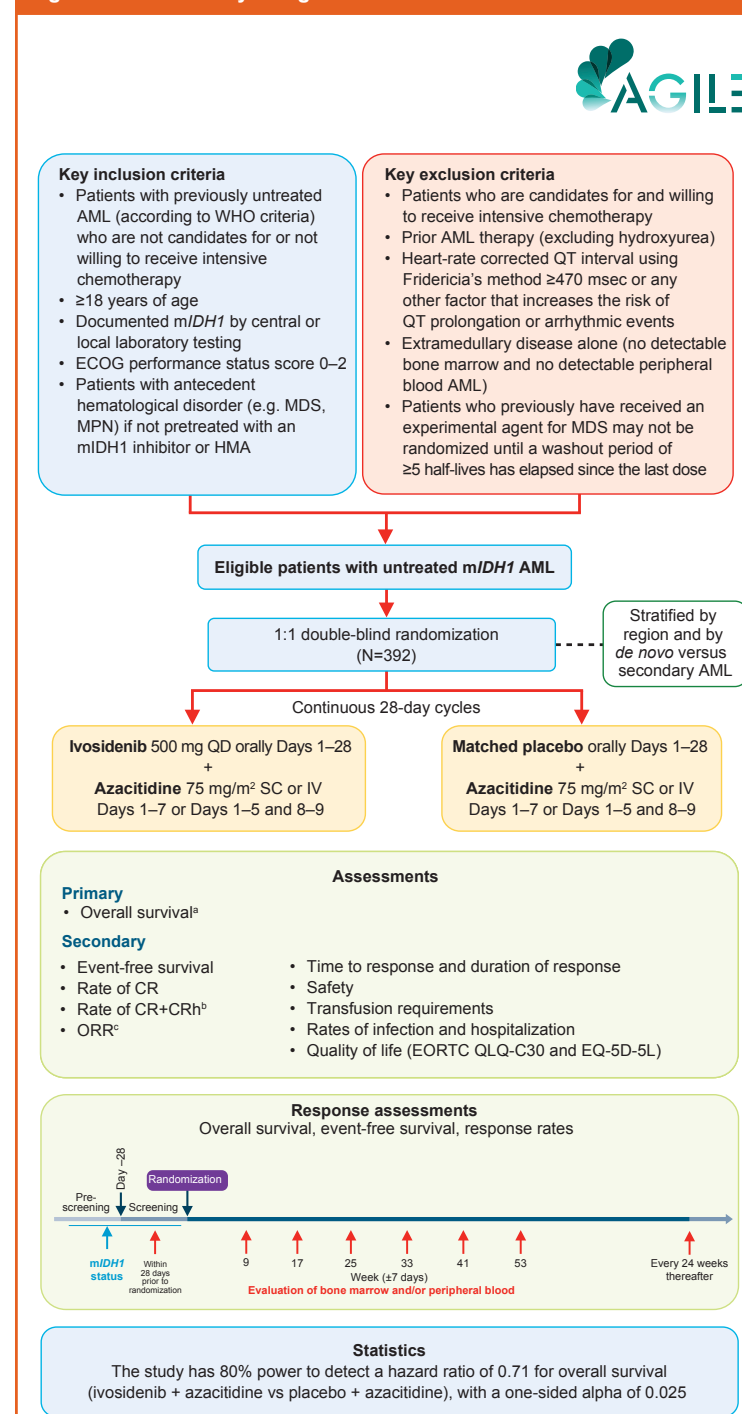 AGILE
Key inclusion criteria
• Patients with previously untreated
AML (according to WHO criteria)
who are not candidates for or not
willing to receive intensive
chemotherapy
• ≥18 years of age
• Documented mIDH1 by central or
local laboratory testing
• ECOG performance status score 0–2
• Patients with antecedent
hematological disorder (e.g. MDS,
MPN) if not pretreated with an
mIDH1 inhibitor or HMA
Key exclusion criteria
• Patients who are candidates for and willing
to receive intensive chemotherapy
• Prior AML therapy (excluding hydroxyurea)
• Heart-rate corrected QT interval using
Fridericia’s method ≥470 msec or any
other factor that increases the risk of
QT prolongation or arrhythmic events
• Extramedullary disease alone (no detectable
bone marrow and no detectable peripheral
blood AML)
• Patients who previously have received an
experimental agent for MDS may not be
randomized until a washout period of
≥5 half-lives has elapsed since the last dose
Eligible patients with untreated mIDH1 AML
1:1 double-blind randomization
(N=392)
Stratified by
region and by
de novo versus
secondary AML
Continuous 28-day cycles
Ivosidenib 500 mg QD orally Days 1–28
+
Azacitidine 75 mg/m² SC or IV
Days 1–7 or Days 1–5 and 8–9
Matched placebo orally Days 1–28
+
Azacitidine 75 mg/m² SC or IV
Days 1–7 or Days 1–5 and 8–9
Assessments
Primary
• Overall survivalᵃ
Secondary
• Event-free survival
• Rate of CR
• Rate of CR+CRhᵇ
• ORRᶜ
• Time to response and duration of response
• Safety
• Transfusion requirements
• Rates of infection and hospitalization
• Quality of life (EORTC QLQ-C30 and EQ-5D-5L)
Response assessments
Overall survival, event-free survival, response rates
Day –28
Randomization
Pre-
screening
Screening
mIDH1
status
Within
28 days
prior to
randomization
9 17 25 33 41 53
Week (±7 days)
Every 24 weeks
thereafter
Evaluation of bone marrow and/or peripheral blood
Statistics
The study has 80% power to detect a hazard ratio of 0.71 for overall survival
(ivosidenib + azacitidine vs placebo + azacitidine), with a one-sided alpha of 0.025